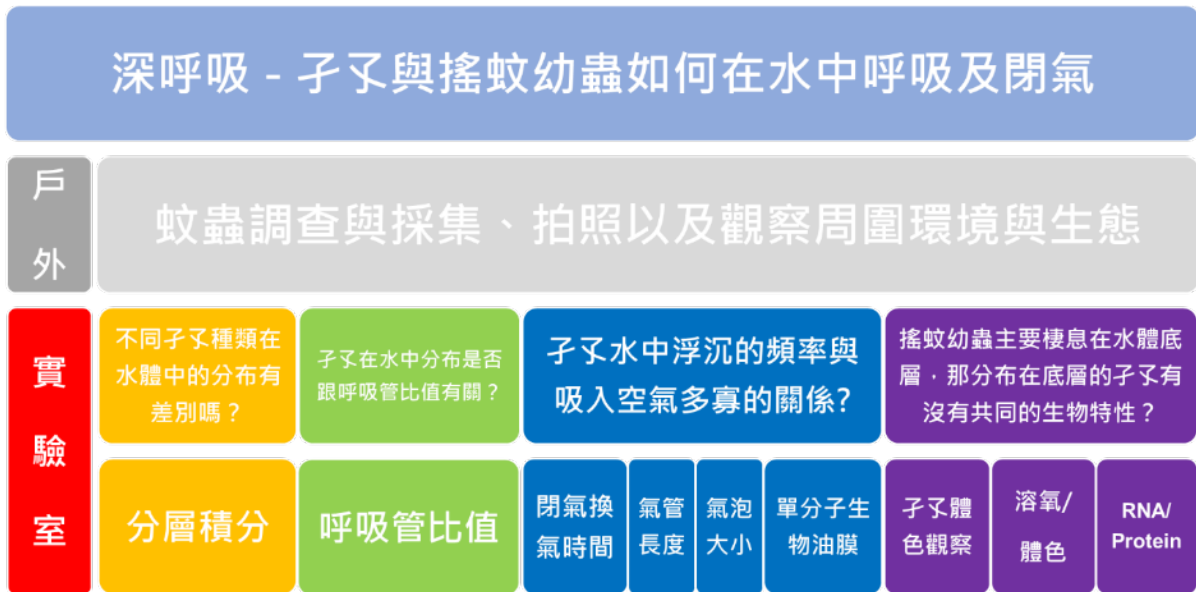 深呼吸 - 孑孓與搖蚊幼蟲如何在水中呼吸及閉氣
戶
外
蚊蟲調查與採集、拍照以及觀察周圍環境與生態
實
驗
室
不同孑孓種類在
水體中的分布有
差別嗎？
孑孓在水中分布是否
跟呼吸管比值有關？
孑孓水中浮沉的頻率與
吸入空氣多寡的關係?
搖蚊幼蟲主要棲息在水體底
層，那分布在底層的孑孓有
沒有共同的生物特性？
分層積分
呼吸管比值
閉氣換
氣時間
氣管
長度
氣泡
大小
單分子生
物油膜
孑孓體
色觀察
溶氧/
體色
RNA/
Protein